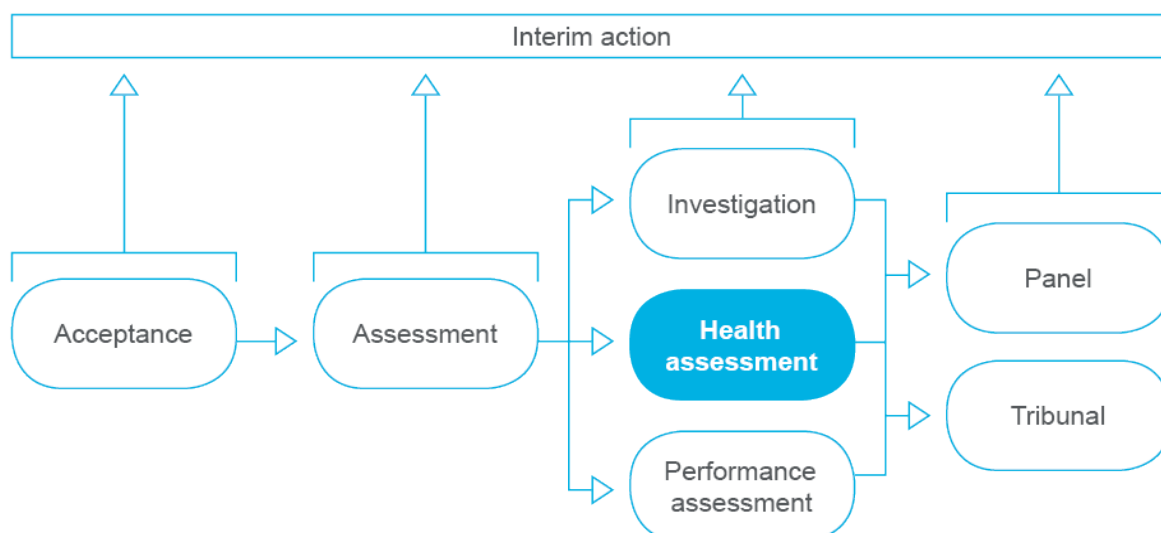 Interim action
Investigation
Panel
Acceptance
Assessment
Health
assessment
Tribunal
Performance
assessment